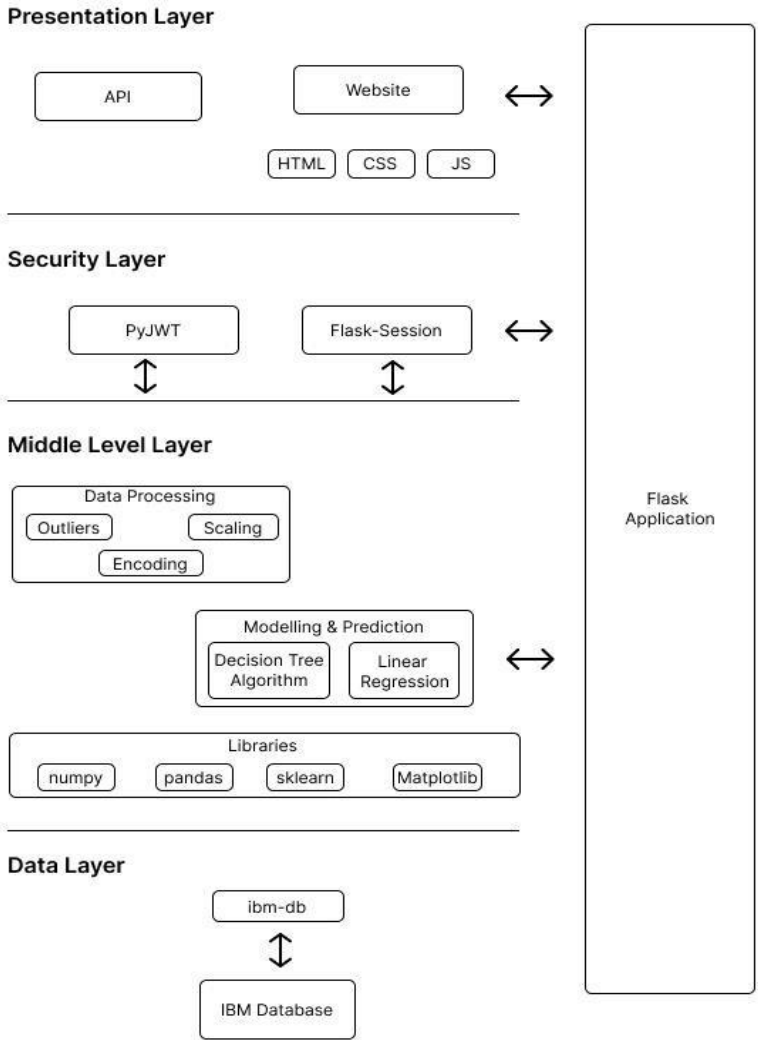 Presentation Layer
API
Website
HTML
CSS
JS
Security Layer
PyJWT
Flask-Session
Middle Level Layer
Data Processing
Outliers
Scaling
Encoding
Modelling & Prediction
Decision Tree
Algorithm
Linear
Regression
Libraries
numpy
pandas
sklearn
Matplotlib
Data Layer
ibm-db
IBM Database
Flask
Application